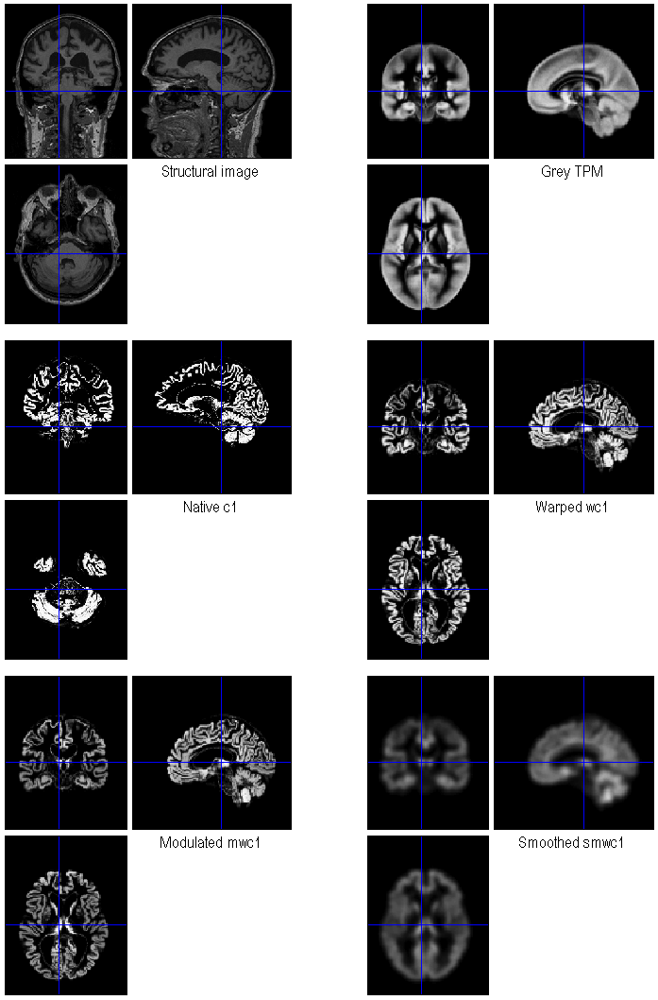 Structural image
Grey TPM
Native c1
Warped wc1
Modulated mwc1
Smoothed smwc1